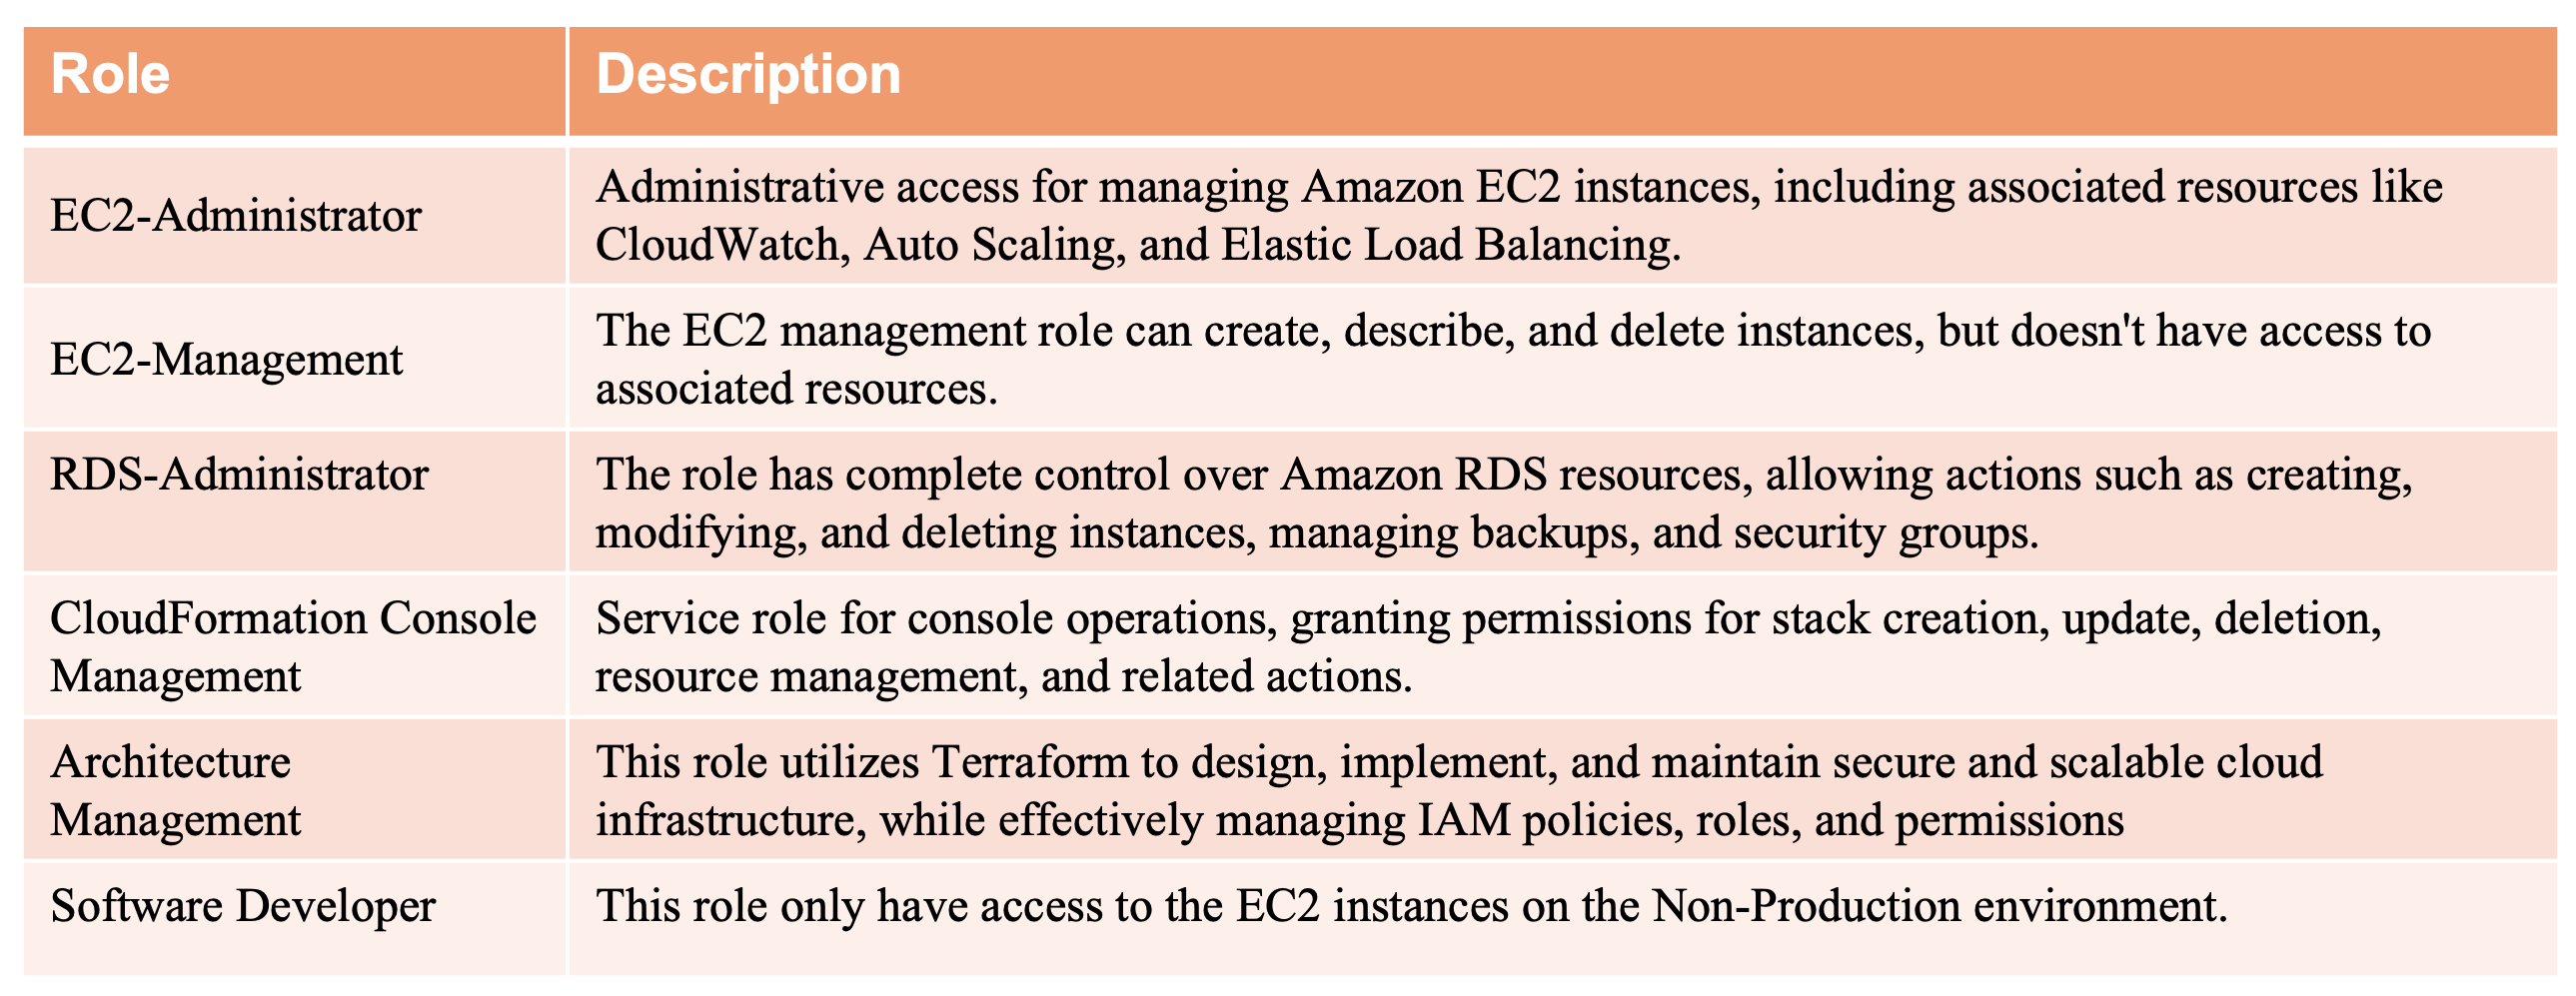 Role
Description
EC2-Administrator
Administrative access for managing Amazon EC2 instances, including associated resources like
CloudWatch, Auto Scaling, and Elastic Load Balancing.
EC2-Management
The EC2 management role can create, describe, and delete instances, but doesn't have access to
associated resources.
RDS-Administrator
The role has complete control over Amazon RDS resources, allowing actions such as creating,
modifying, and deleting instances, managing backups, and security groups.
CloudFormation Console
Management
Service role for console operations, granting permissions for stack creation, update, deletion,
resource management, and related actions.
Architecture
Management
This role utilizes Terraform to design, implement, and maintain secure and scalable cloud
infrastructure, while effectively managing IAM policies, roles, and permissions
Software Developer
This role only have access to the EC2 instances on the Non-Production environment.